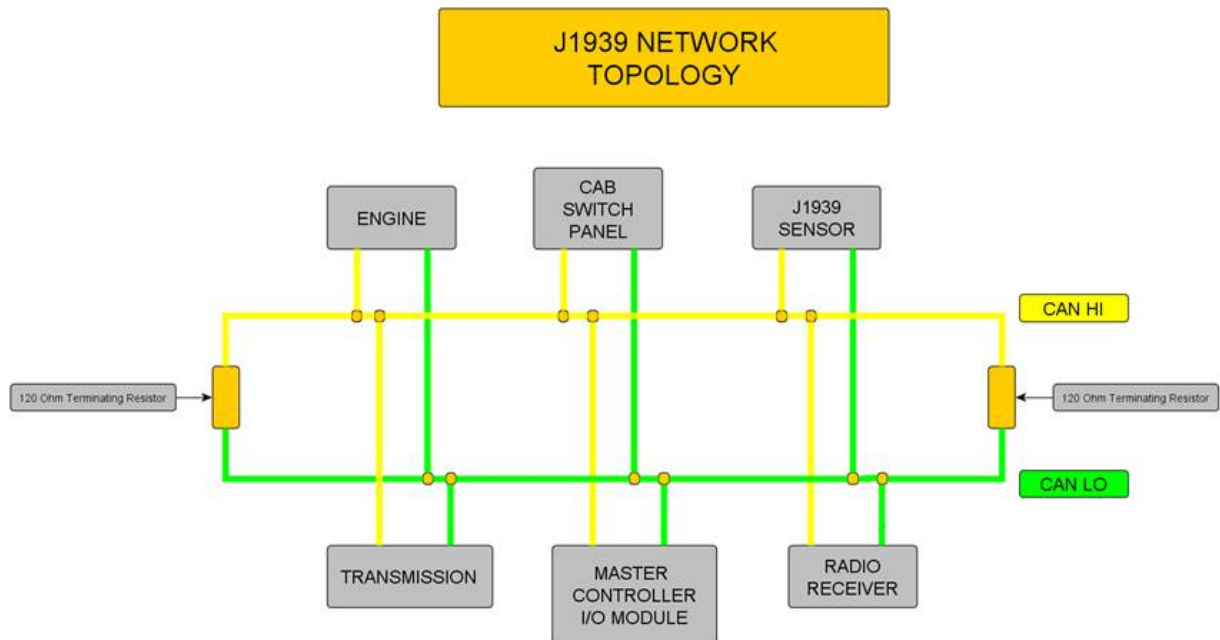 J1939 NETWORK
TOPOLOGY
ENGINE
CAB
SWITCH
PANEL
J1939
SENSOR
CAN HI
120 Ohm Terminating Resistor
120 Ohm Terminating Resistor
CAN LO
TRANSMISSION
MASTER
CONTROLLER
I/O MODULE
RADIO
RECEIVER